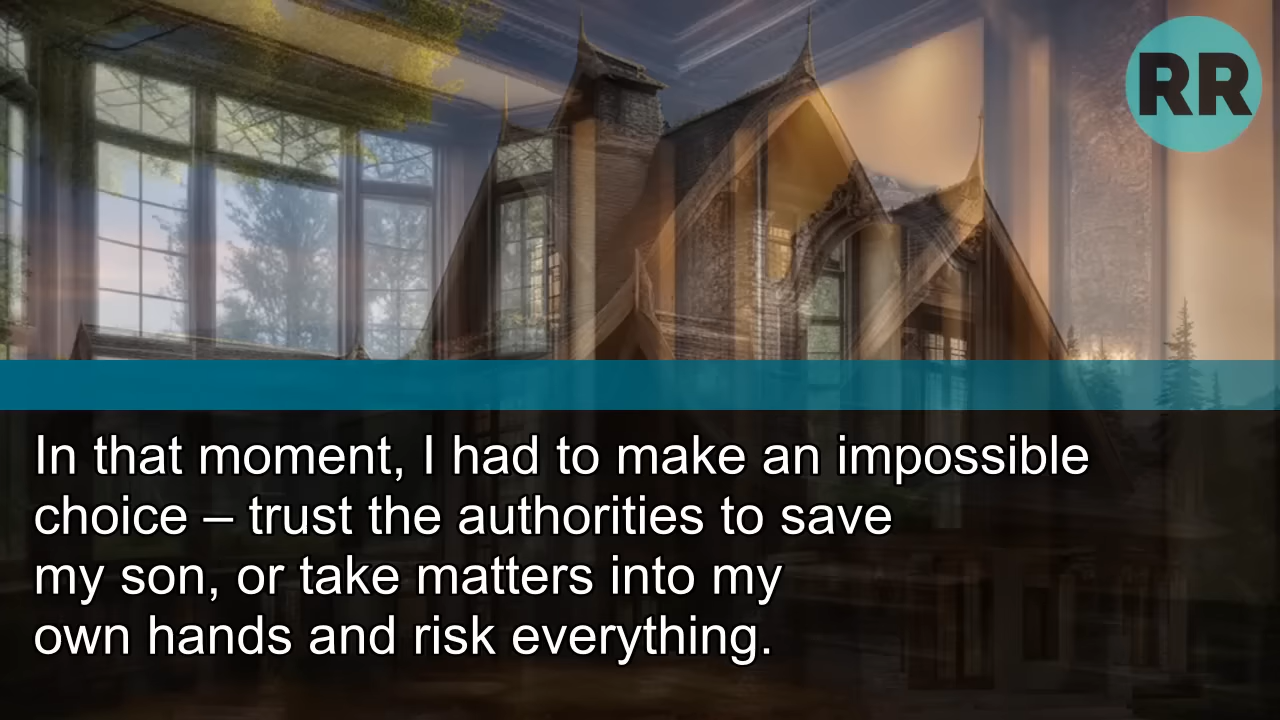 RR
In that moment, I had to make an impossible
choice – trust the authorities to save
my son, or take matters into my
own hands and risk everything.